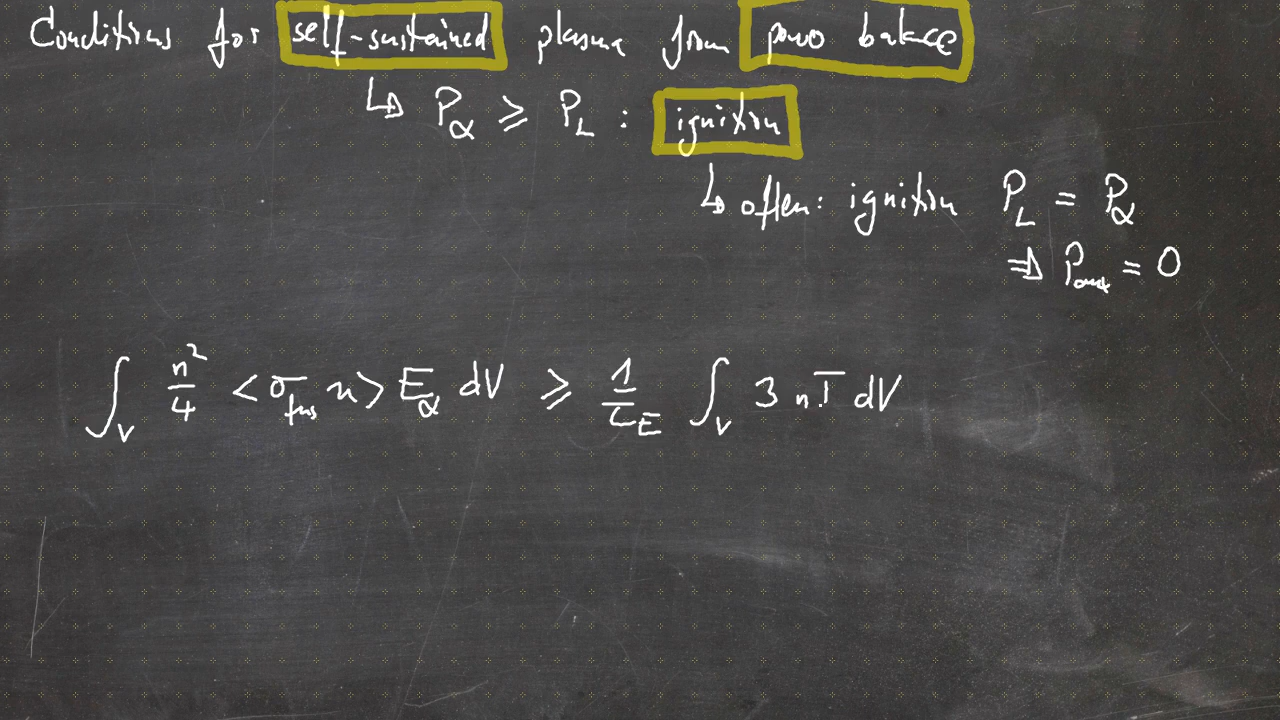 Conditions for self-sustained plasma from power balance
↳ P_α ⩾ P_L : ignition
↳ often: ignition P_L = P_α
⇒ P_aux = 0
∫_V n²/4 <σ_fus u> E_α dV ⩾ 1/τ_E ∫_V 3 nT dV